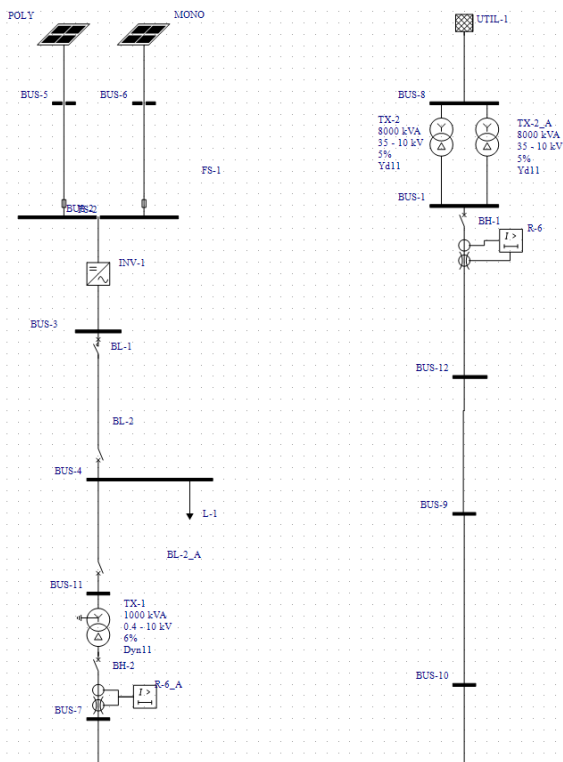 POLY
MONO
UTIL-1
BUS-5
BUS-6
BUS-8
TX-2
8000 kVA
35 - 10 kV
5%
Yd11
TX-2_A
8000 kVA
35 - 10 kV
5%
Yd11
FS-1
BUS-1
FS-2
BH-1
R-6
INV-1
BUS-3
BL-1
BUS-12
BL-2
BUS-4
L-1
BUS-9
BL-2_A
BUS-11
TX-1
1000 kVA
0.4 - 10 kV
6%
Dyn11
BH-2
R-6_A
I >
I >
BUS-10
BUS-7